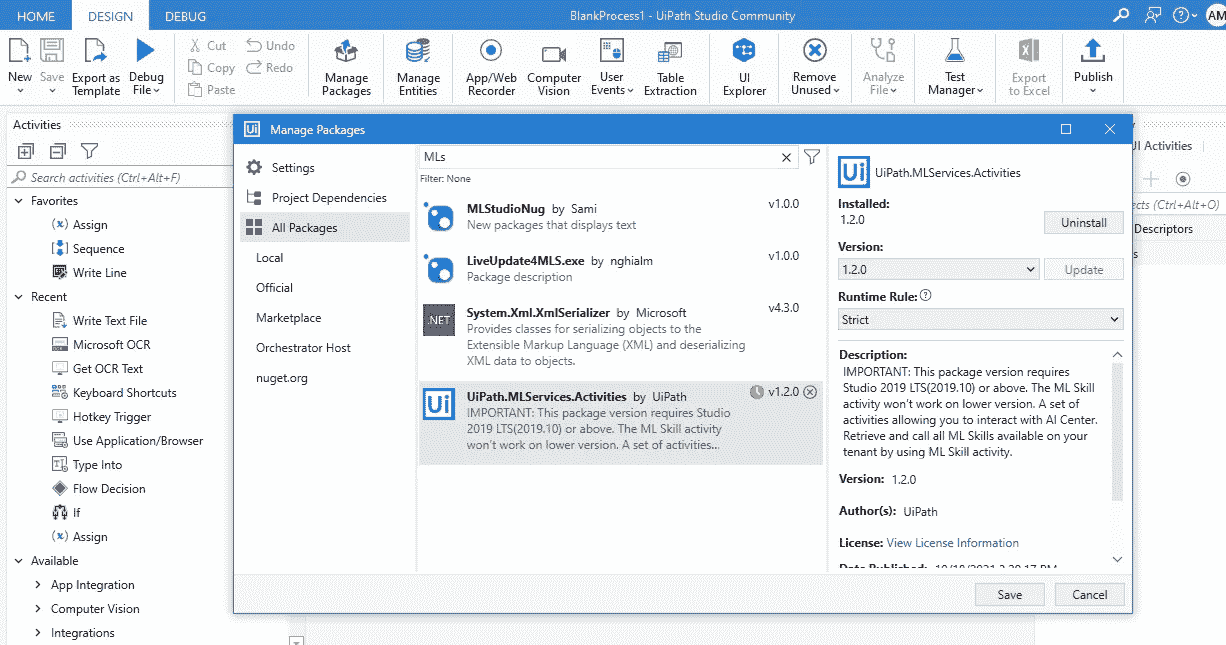 HOME DESIGN DEBUG
BlankProcess1 - UiPath Studio Community
AM
New
Save
Export as
Template
Debug
File
Cut
Copy
Paste
Undo
Redo
Manage
Packages
Manage
Entities
App/Web
Recorder
Computer
Vision
User
Events
Table
Extraction
UI
Explorer
Remove
Unused
Analyze
File
Test
Manager
Export
to Excel
Publish
Activities
Search activities (Ctrl+Alt+F)
Favorites
Assign
Sequence
Write Line
Recent
Write Text File
Microsoft OCR
Get OCR Text
Keyboard Shortcuts
Hotkey Trigger
Use Application/Browser
Type Into
Flow Decision
If
Assign
Available
App Integration
Computer Vision
Integrations
Ui Manage Packages
Settings
Project Dependencies
All Packages
Local
Official
Marketplace
Orchestrator Host
nuget.org
MLs
Filter: None
MLStudioNug by Sami v1.0.0
New packages that displays text
LiveUpdate4MLS.exe by nghialm v1.0.0
Package description
.NET
System.Xml.XmlSerializer by Microsoft v4.3.0
Provides classes for serializing objects to the
Extensible Markup Language (XML) and deserializing
XML data to objects.
Ui
UiPath.MLServices.Activities by UiPath v1.2.0
IMPORTANT: This package version requires Studio
2019 LTS(2019.10) or above. The ML Skill activity
won't work on lower version. A set of activities...
Ui UiPath.MLServices.Activities
Installed:
1.2.0
Uninstall
Version:
1.2.0
Update
Runtime Rule:
Strict
Description:
IMPORTANT: This package version requires
Studio 2019 LTS(2019.10) or above. The ML Skill
activity won't work on lower version. A set of
activities allowing you to interact with AI Center.
Retrieve and call all ML Skills available on your
tenant by using ML Skill activity.
Version: 1.2.0
Author(s): UiPath
License: View License Information
Save
Cancel
UI Activities
ects (Ctrl+Alt+O)
Descriptors
s